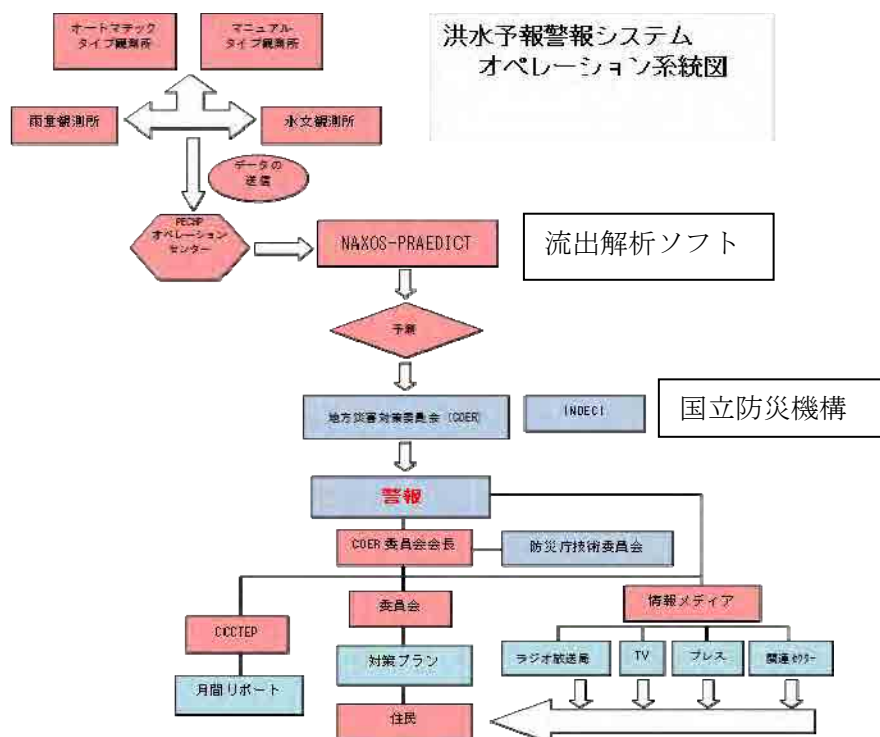 オートマチック
タイプ観測所
マニュアル
タイプ観測所
洪水予報警報システム
オペレーション系統図
雨量観測所
水文観測所
データの
送信
PECHP
オペレーション
センター
NAXOS-PRAEDICT
流出解析ソフト
地方災害対策委員会 (COER)
INDECI
国立防災機構
警報
COER 委員会会長
防災庁技術委員会
委員会
情報メディア
CCCTEP
対策プラン
ラジオ放送局
TV
プレス
関連セクター
月間リポート
住民